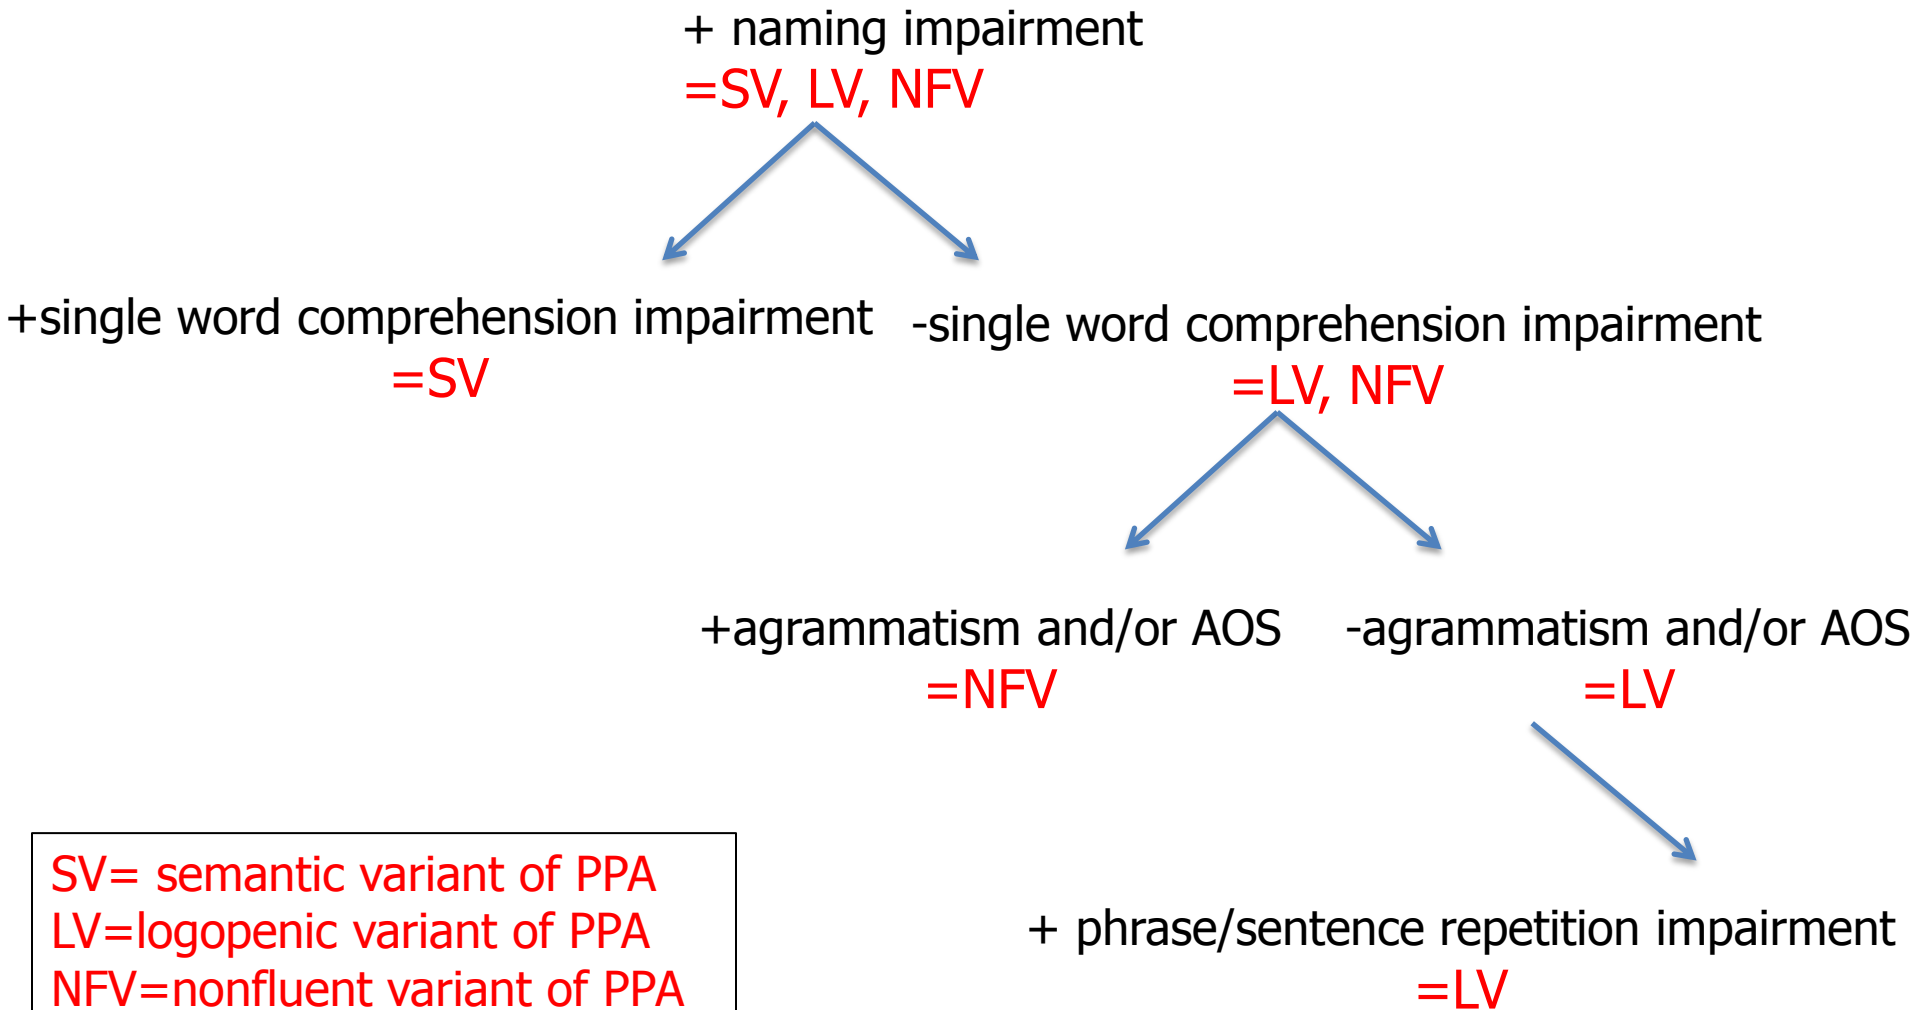 + naming impairment
=SV, LV, NFV
+single word comprehension impairment
=SV
-single word comprehension impairment
=LV, NFV
+agrammatism and/or AOS
=NFV
-agrammatism and/or AOS
=LV
+ phrase/sentence repetition impairment
=LV
SV= semantic variant of PPA
LV=logopenic variant of PPA
NFV=nonfluent variant of PPA